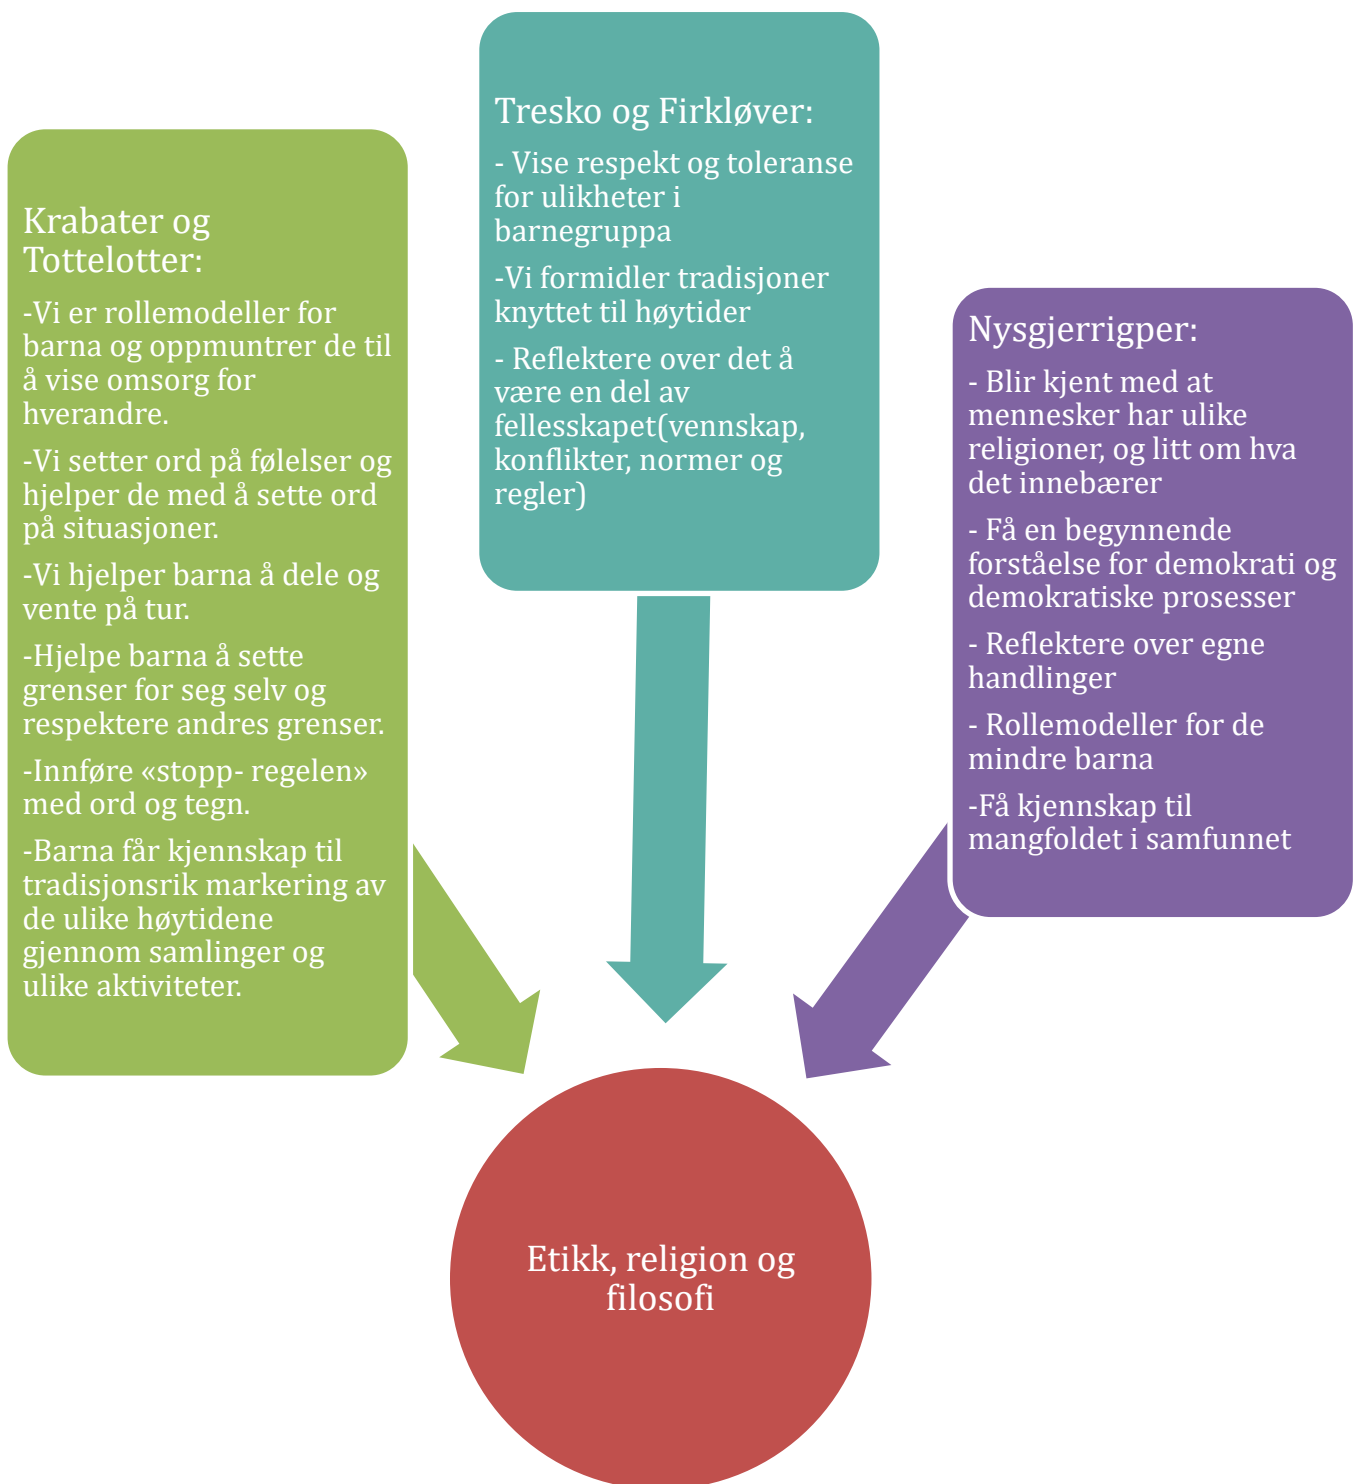 Krabater og
Tottelotter:
-Vi er rollemodeller for
barna og oppmuntrer de til
å vise omsorg for
hverandre.
-Vi setter ord på følelser og
hjelper de med å sette ord
på situasjoner.
-Vi hjelper barna å dele og
vente på tur.
-Hjelpe barna å sette
grenser for seg selv og
respektere andres grenser.
-Innføre «stopp- regelen»
med ord og tegn.
-Barna får kjennskap til
tradisjonsrik markering av
de ulike høytidene
gjennom samlinger og
ulike aktiviteter.
Tresko og Firkløver:
- Vise respekt og toleranse
for ulikheter i
barnegruppa
-Vi formidler tradisjoner
knyttet til høytider
- Reflektere over det å
være en del av
fellesskapet(vennskap,
konflikter, normer og
regler)
Nysgjerrigper:
- Blir kjent med at
mennesker har ulike
religioner, og litt om hva
det innebærer
- Få en begynnende
forståelse for demokrati og
demokratiske prosesser
- Reflektere over egne
handlinger
- Rollemodeller for de
mindre barna
-Få kjennskap til
mangfoldet i samfunnet
Etikk, religion og
filosofi